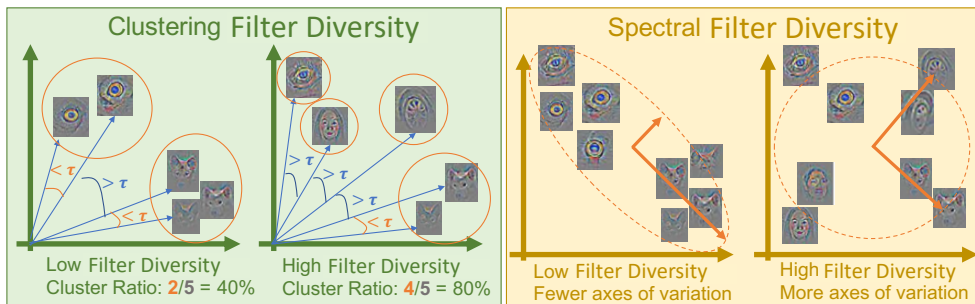 Clustering Filter Diversity
< τ
> τ
< τ
Low Filter Diversity
Cluster Ratio: 2/5 = 40%
> τ
> τ
> τ
< τ
High Filter Diversity
Cluster Ratio: 4/5 = 80%
Spectral Filter Diversity
Low Filter Diversity
Fewer axes of variation
High Filter Diversity
More axes of variation